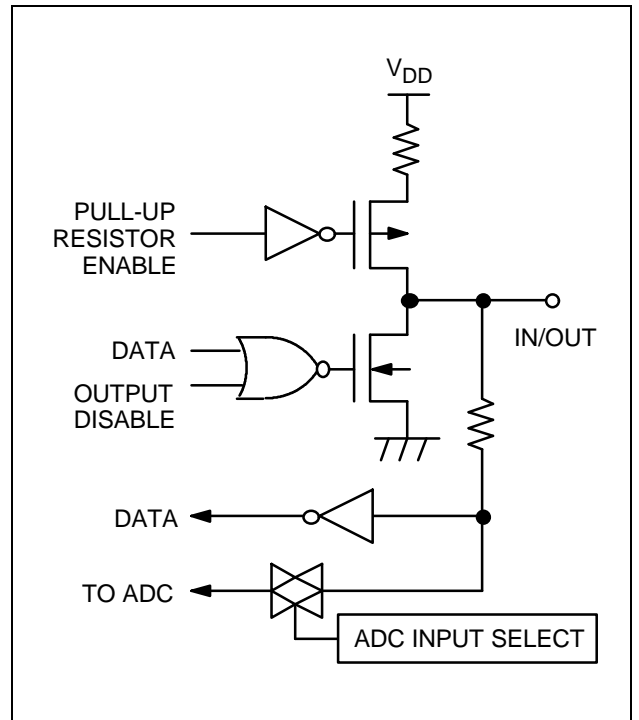 VDD
PULL-UP
RESISTOR
ENABLE
IN/OUT
DATA
OUTPUT
DISABLE
DATA
TO ADC
ADC INPUT SELECT